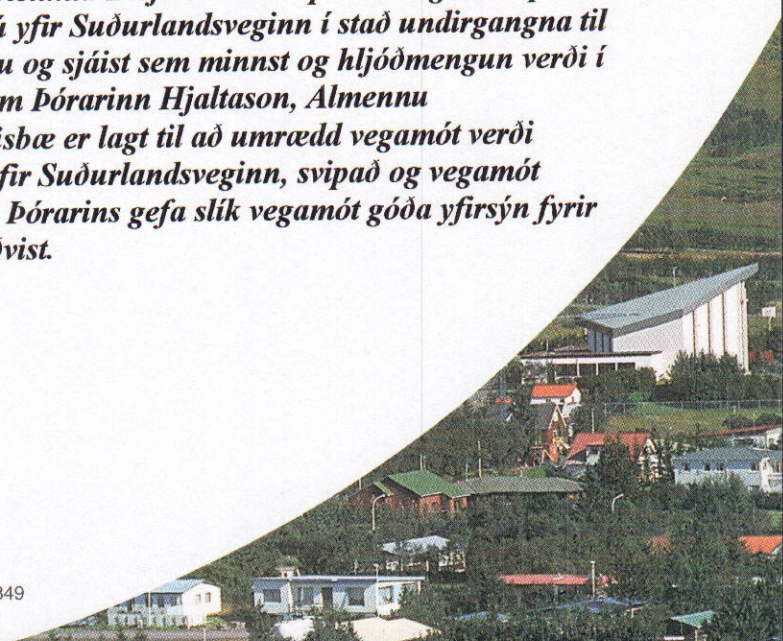 yfir Suðurlandsveginn í stað undirgangna til
u og sjáist sem minnst og hljóðmengun verði í
m Þórarinn Hjaltason, Almennu
isbæ er lagt til að umrædd vegamót verði
fir Suðurlandsveginn, svipað og vegamót
Þórarins gefa slík vegamót góða yfirsýn fyrir
vist.
349